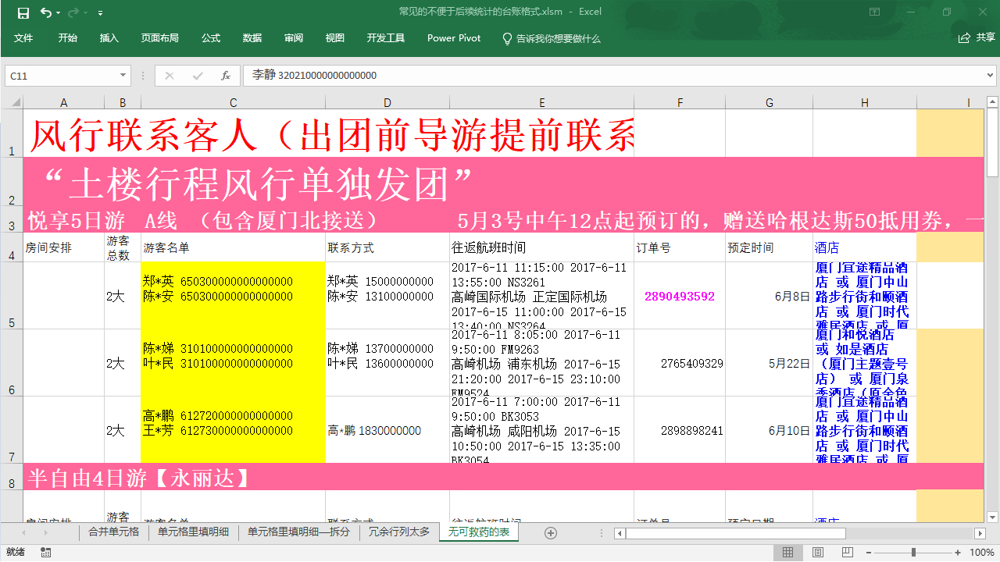 常见的不便于后续统计的台账格式.xlsm - Excel
文件 开始 插入 页面布局 公式 数据 审阅 视图 开发工具 Power Pivot 告诉我你想要做什么 共享
C11 fx 李静 320210000000000000
A B C D E F G H I
1 风行联系客人（出团前导游提前联系
2 “土楼行程风行单独发团”
3 悦享5日游 A线 （包含厦门北接送） 5月3号中午12点起预订的，赠送哈根达斯50抵用券，一
4 房间安排 游客总数 游客名单 联系方式 往返航班时间 订单号 预定时间 酒店
5
2大
郑*英 650300000000000000
陈*安 650300000000000000
郑*英 15000000000
陈*安 13100000000
2017-6-11 11:15:00 2017-6-11
13:55:00 NS3261
高崎国际机场 正定国际机场
2017-6-15 11:00:00 2017-6-15
13:40:00 NS3264
2890493592
6月8日
厦门宜途精品酒
店 或 厦门中山
路步行街和颐酒
店 或 厦门时代
雅居酒店 或 厦
6
2大
陈*娣 310100000000000000
叶*民 310100000000000000
陈*娣 13700000000
叶*民 13600000000
2017-6-11 8:05:00 2017-6-11
9:50:00 FM9263
高崎机场 浦东机场 2017-6-15
21:20:00 2017-6-15 23:10:00
FM9524
2765409329
5月22日
厦门和悦酒店
或 如是酒店
（厦门主题壹号
店） 或 厦门泉
秀酒店（原金色
7
2大
高*鹏 612720000000000000
王*芳 612730000000000000
高*鹏 1830000000
2017-6-11 7:00:00 2017-6-11
9:50:00 BK3053
高崎机场 咸阳机场 2017-6-15
10:50:00 2017-6-15 13:35:00
BK3054
2898898241
6月10日
厦门宜途精品酒
店 或 厦门中山
路步行街和颐酒
店 或 厦门时代
雅居酒店 或 厦
8 半自由4日游【永丽达】
房间安排 游客 游客名单 联系方式 往返航班时间 订单号 预定日期 酒店
合并单元格 单元格里填明细 单元格里填明细—拆分 冗余行列太多 无可救药的表
就绪 100%